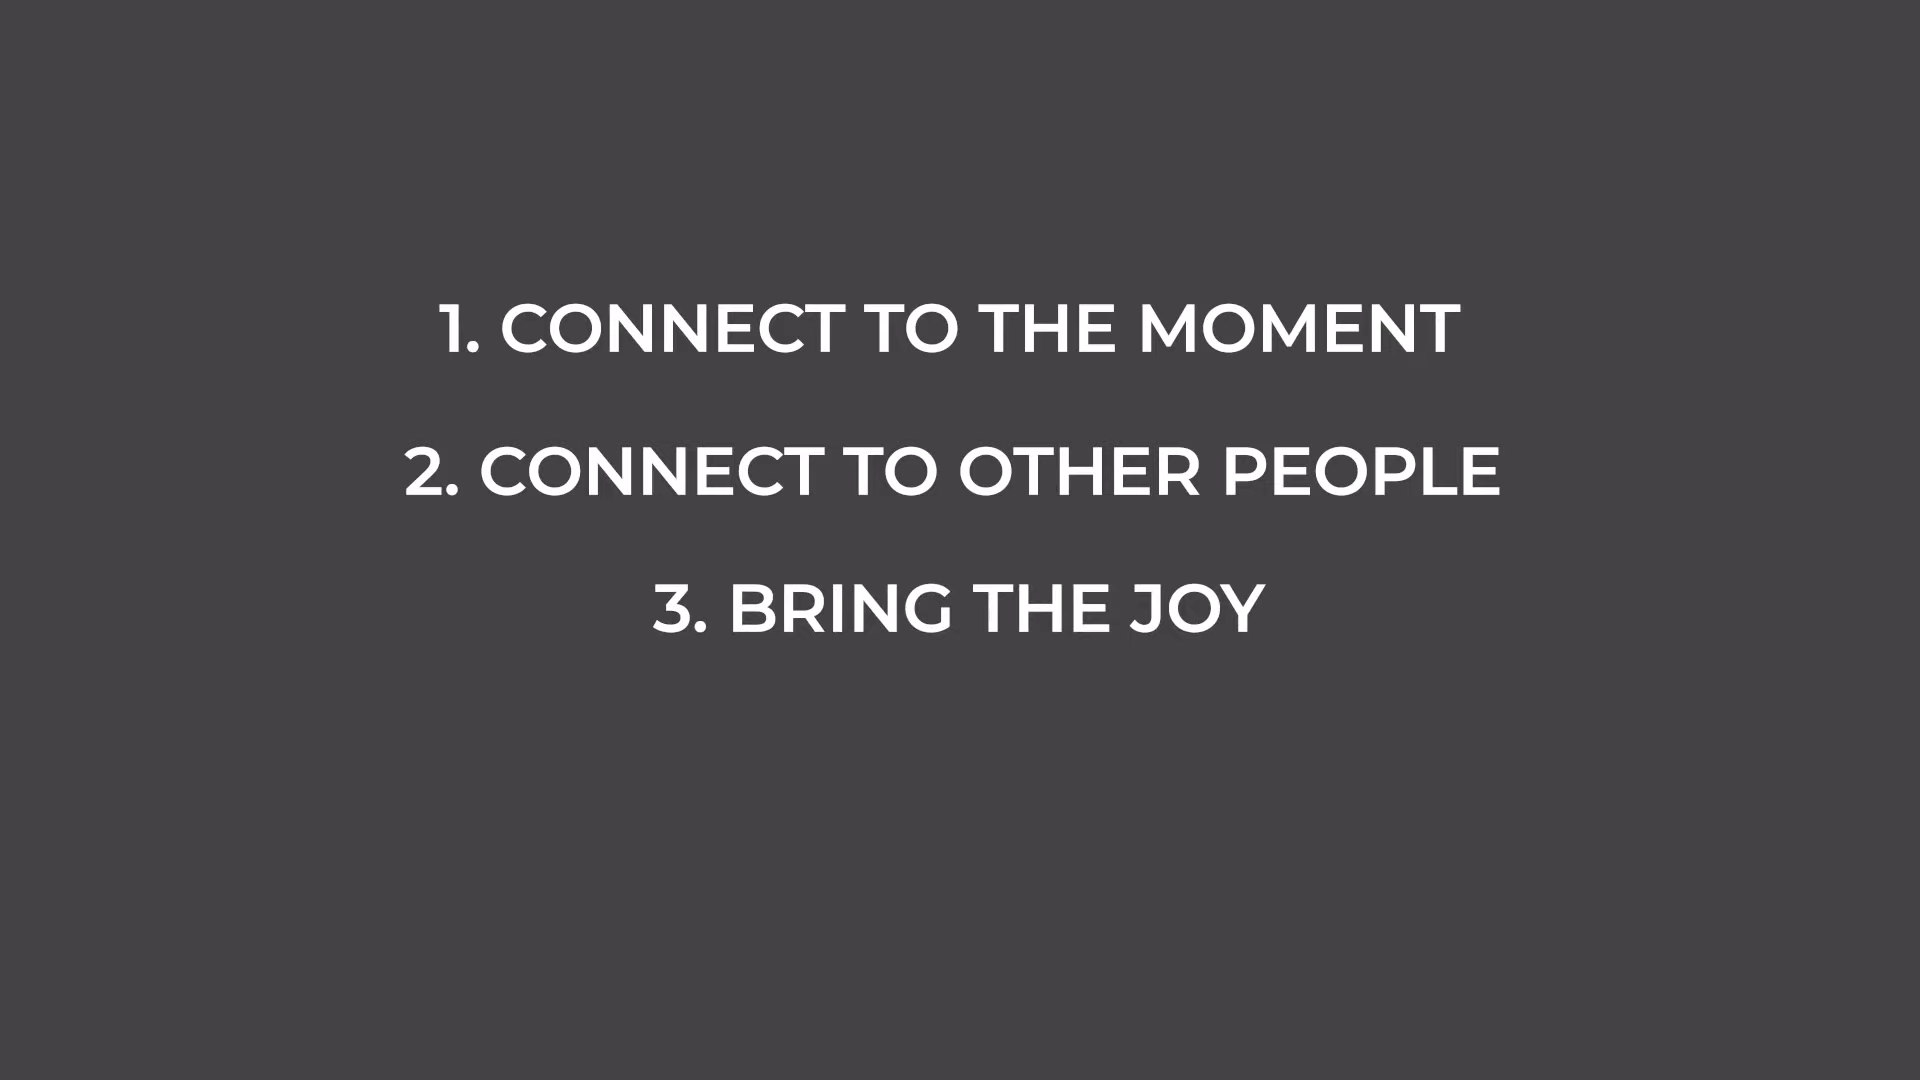 1. CONNECT TO THE MOMENT
2. CONNECT TO OTHER PEOPLE
3. BRING THE JOY